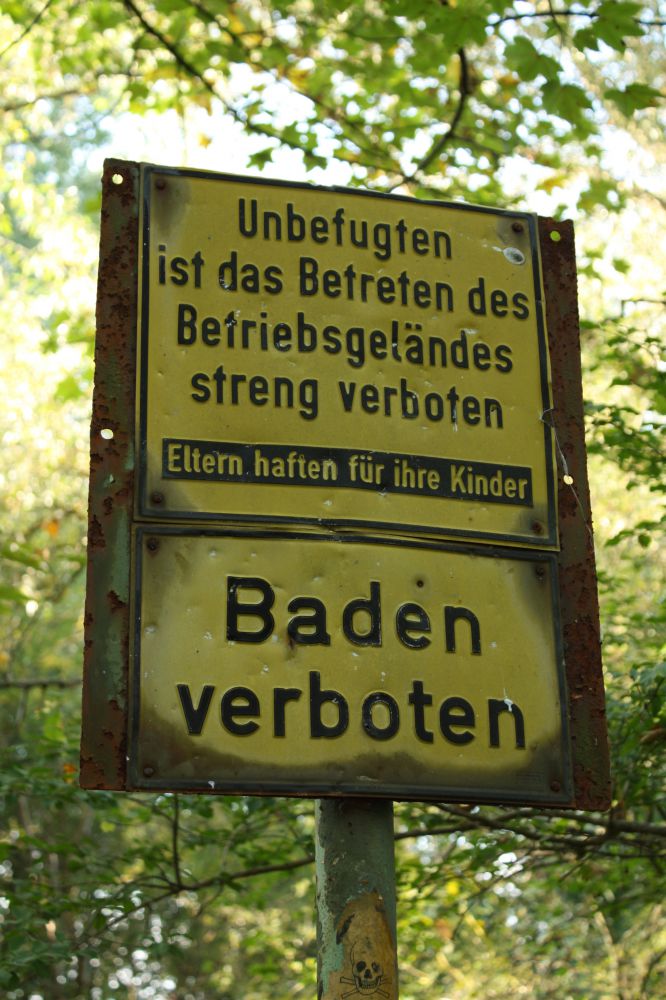 Unbefugten
ist das Betreten des
Betriebsgeländes
streng verboten
Eltern haften für ihre Kinder
Baden
verboten